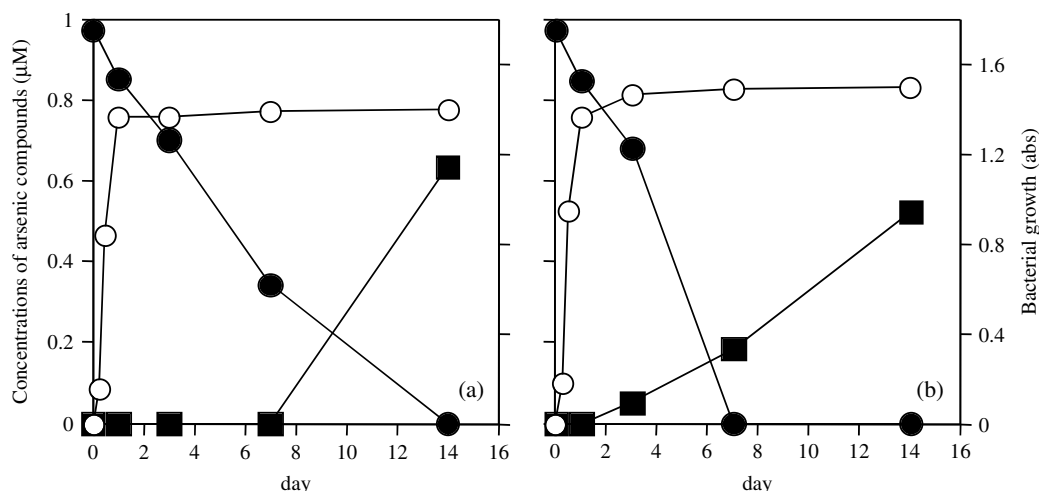 Concentrations of arsenic compounds (µM)
1
0.8
0.6
0.4
0.2
0
0 2 4 6 8 10 12 14 16
day
(a)
0 2 4 6 8 10 12 14 16
day
(b)
1.6
1.2
0.8
0.4
0
Bacterial growth (abs)